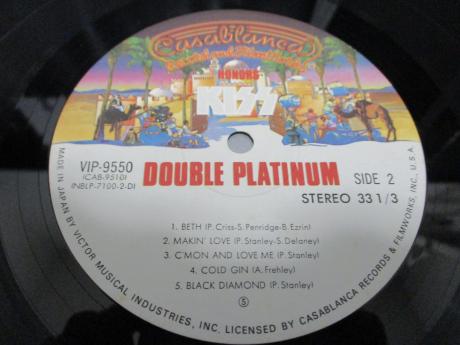 Casablanca
Record and FilmWorks
HONORS
KISS
VIP-9550
(CAB-9510)
(NBLP-7100-2-DJ)
DOUBLE PLATINUM
SIDE 2
STEREO 33 1/3
1. BETH (P. Criss-S. Penridge-B. Ezrin)
2. MAKIN' LOVE (P. Stanley-S. Delaney)
3. C'MON AND LOVE ME (P. Stanley)
4. COLD GIN (A. Frehley)
5. BLACK DIAMOND (P. Stanley)
S
MADE IN JAPAN BY VICTOR MUSICAL INDUSTRIES, INC. LICENSED BY CASABLANCA RECORDS & FILMWORKS, INC., U.S.A.